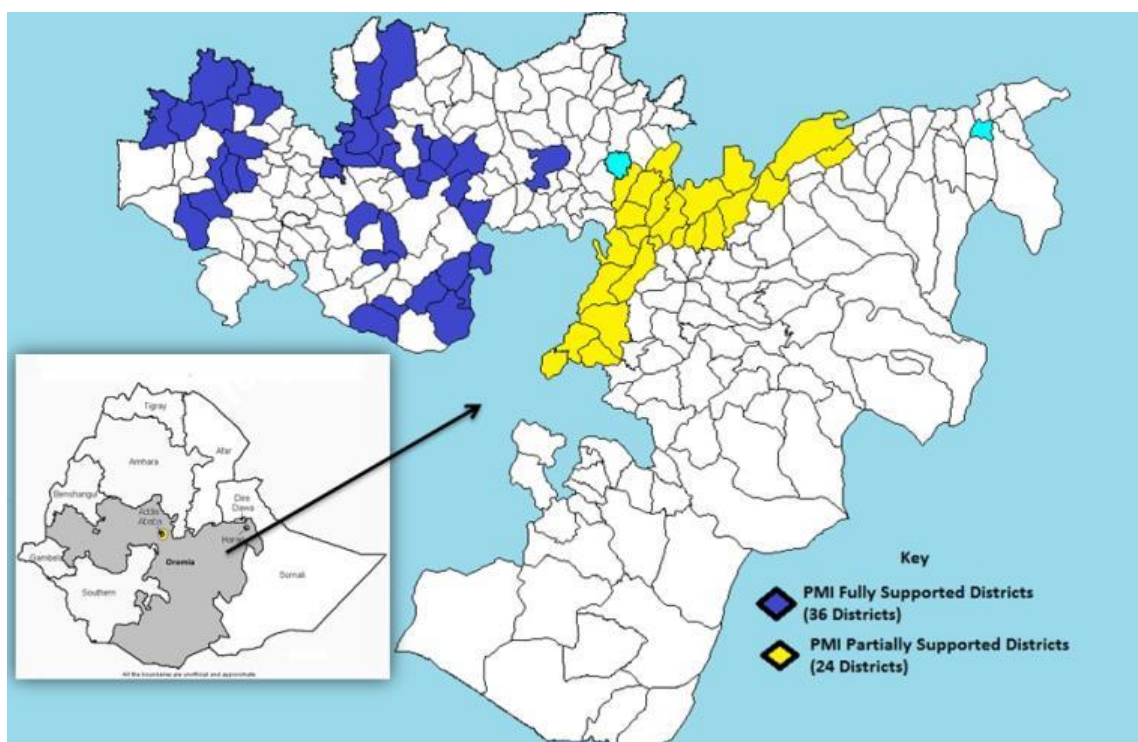 Tigray
Afar
Amhara
Benshangul
Dire
Dawa
Addis
Ababa
Harari
Gambela
Oromia
Somali
Southern
All the boundaries are unofficial and approximate
Key
PMI Fully Supported Districts
(36 Districts)
PMI Partially Supported Districts
(24 Districts)